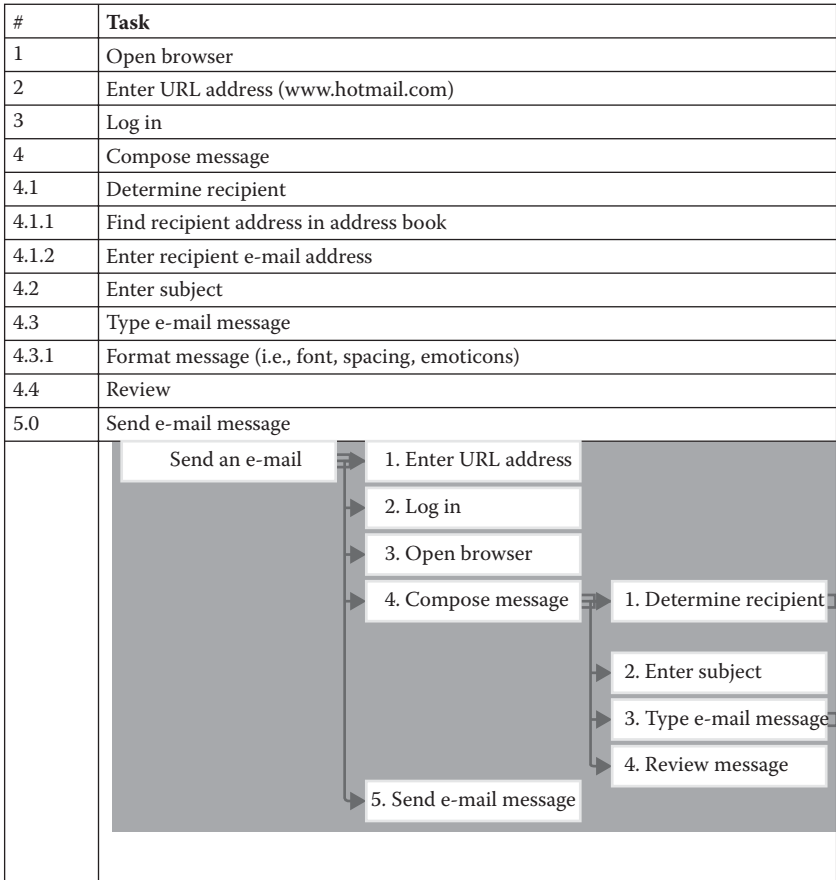 # Task
1 Open browser
2 Enter URL address (www.hotmail.com)
3 Log in
4 Compose message
4.1 Determine recipient
4.1.1 Find recipient address in address book
4.1.2 Enter recipient e-mail address
4.2 Enter subject
4.3 Type e-mail message
4.3.1 Format message (i.e., font, spacing, emoticons)
4.4 Review
5.0 Send e-mail message
Send an e-mail 1. Enter URL address
2. Log in
3. Open browser
4. Compose message 1. Determine recipient
2. Enter subject
3. Type e-mail message
4. Review message
5. Send e-mail message